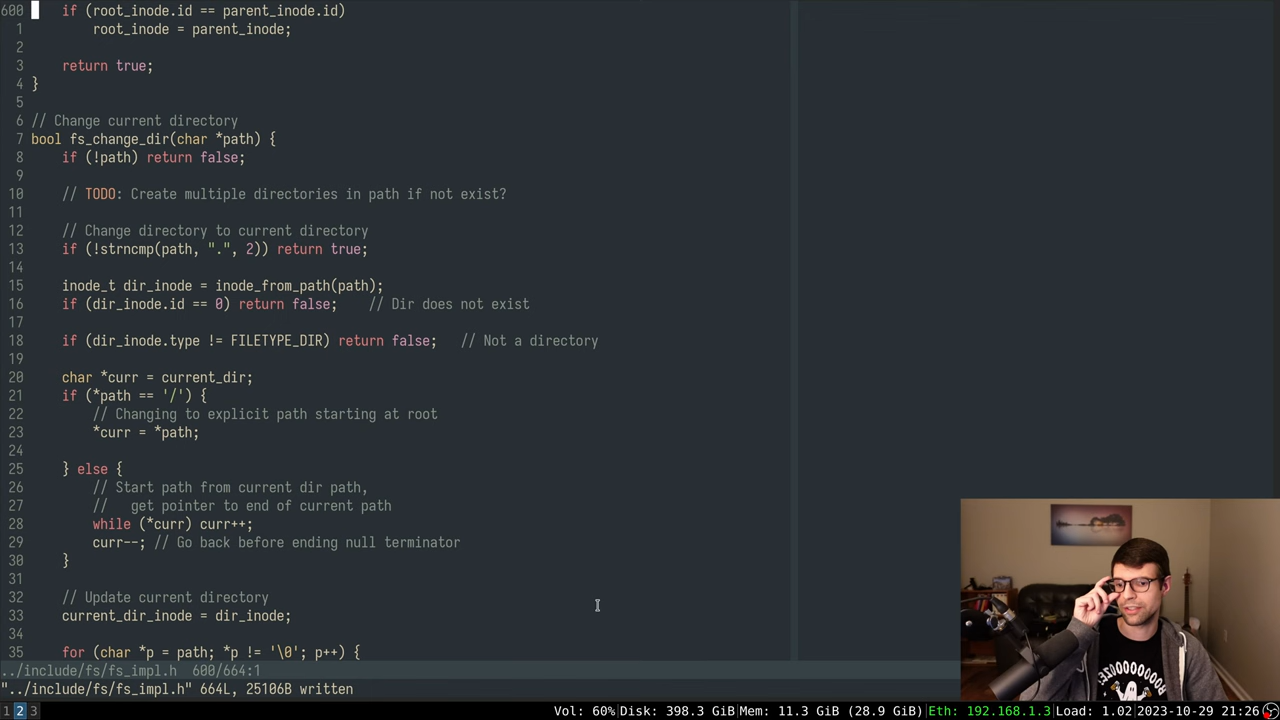 600     if (root_inode.id == parent_inode.id)
  1         root_inode = parent_inode;
  2
  3     return true;
  4 }
  5
  6 // Change current directory
  7 bool fs_change_dir(char *path) {
  8     if (!path) return false;
  9
 10     // TODO: Create multiple directories in path if not exist?
 11
 12     // Change directory to current directory
 13     if (!strncmp(path, ".", 2)) return true;
 14
 15     inode_t dir_inode = inode_from_path(path);
 16     if (dir_inode.id == 0) return false;    // Dir does not exist
 17
 18     if (dir_inode.type != FILETYPE_DIR) return false;   // Not a directory
 19
 20     char *curr = current_dir;
 21     if (*path == '/') {
 22         // Changing to explicit path starting at root
 23         *curr = *path;
 24
 25     } else {
 26         // Start path from current dir path,
 27         //   get pointer to end of current path
 28         while (*curr) curr++;
 29         curr--; // Go back before ending null terminator
 30     }
 31
 32     // Update current directory
 33     current_dir_inode = dir_inode;
 34
 35     for (char *p = path; *p != '\0'; p++) {
../include/fs/fs_impl.h  600/664:1
"../include/fs/fs_impl.h" 664L, 25106B written
1 2 3 Vol: 60% Disk: 398.3 GiB Mem: 11.3 GiB (28.9 GiB) Eth: 192.168.1.3 Load: 1.02 2023-10-29 21:26